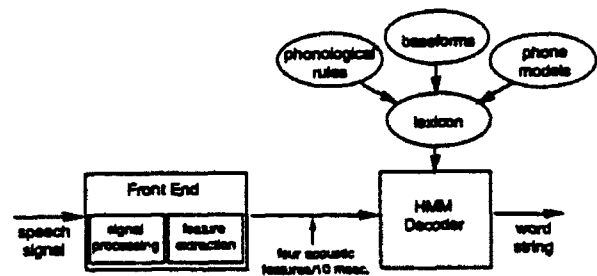 phonological
rules
baseforms
phone
models
lexicon
Front End
signal
processing
feature
extraction
speech
signal
four acoustic
features/10 msec.
HMM
Decoder
word
string